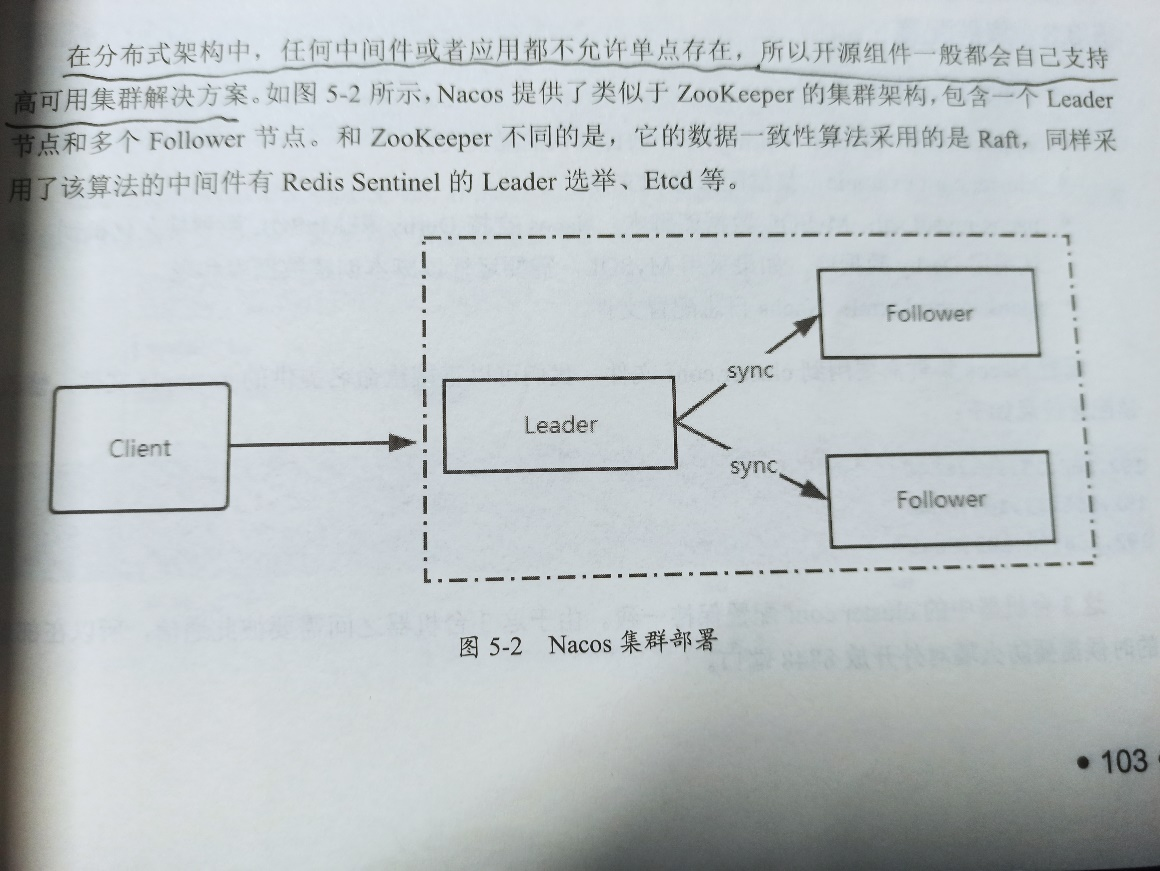 在分布式架构中，任何中间件或者应用都不允许单点存在，所以开源组件一般都会自己支持
高可用集群解决方案。如图 5-2 所示，Nacos 提供了类似于 ZooKeeper 的集群架构，包含一个 Leader
节点和多个 Follower 节点。和 ZooKeeper 不同的是，它的数据一致性算法采用的是 Raft，同样采
用了该算法的中间件有 Redis Sentinel 的 Leader 选举、Etcd 等。
Follower
sync
Leader
Client
sync
Follower
图 5-2 Nacos 集群部署
• 103 •